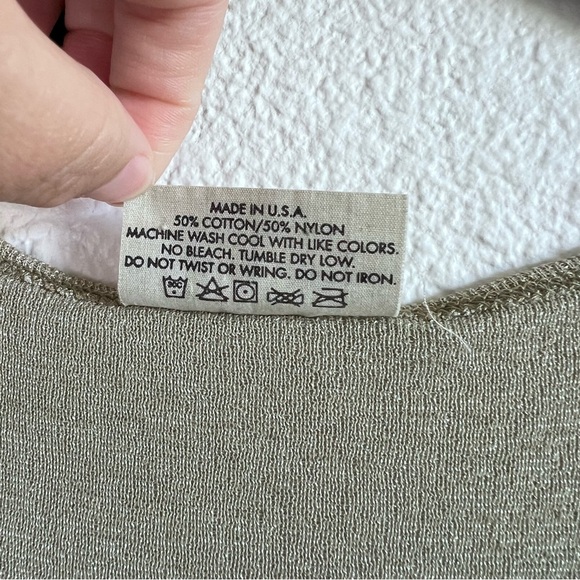 MADE IN U.S.A.
50% COTTON/50% NYLON
MACHINE WASH COOL WITH LIKE COLORS.
NO BLEACH. TUMBLE DRY LOW.
DO NOT TWIST OR WRING. DO NOT IRON.